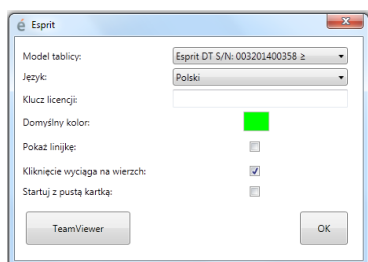 é Esprit
Model tablicy: Esprit DT S/N: 003201400358 ≥
Język: Polski
Klucz licencji:
Domyślny kolor:
Pokaż linijkę:
Kliknięcie wyciąga na wierzch:
Startuj z pustą kartką:
TeamViewer OK